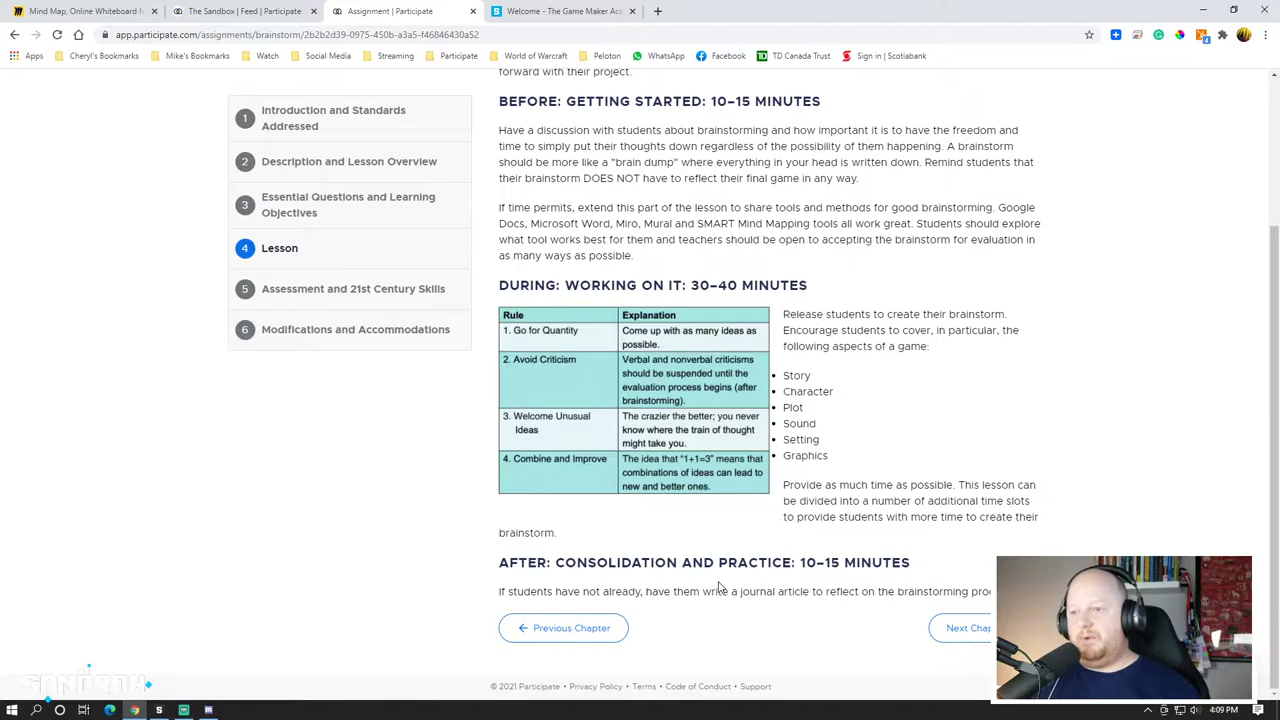 Mind Map, Online Whiteboard for
The Sandbox | Feed | Participate
Assignment | Participate
Welcome - The Game Maker Aca
app.participate.com/assignments/brainstorm/2b2b2d39-0975-450b-a3a5-f46846430a52
Apps
Cheryl's Bookmarks
Mike's Bookmarks
Watch
Social Media
Streaming
Participate
World of Warcraft
Peloton
WhatsApp
Facebook
TD Canada Trust
Sign in | Scotiabank
1 Introduction and Standards
Addressed
2 Description and Lesson Overview
3 Essential Questions and Learning
Objectives
4 Lesson
5 Assessment and 21st Century Skills
6 Modifications and Accommodations
forward with their project.
BEFORE: GETTING STARTED: 10–15 MINUTES
Have a discussion with students about brainstorming and how important it is to have the freedom and
time to simply put their thoughts down regardless of the possibility of them happening. A brainstorm
should be more like a "brain dump" where everything in your head is written down. Remind students that
their brainstorm DOES NOT have to reflect their final game in any way.
If time permits, extend this part of the lesson to share tools and methods for good brainstorming. Google
Docs, Microsoft Word, Miro, Mural and SMART Mind Mapping tools all work great. Students should explore
what tool works best for them and teachers should be open to accepting the brainstorm for evaluation in
as many ways as possible.
DURING: WORKING ON IT: 30–40 MINUTES
Rule Explanation
1. Go for Quantity Come up with as many ideas as
possible.
2. Avoid Criticism Verbal and nonverbal criticisms
should be suspended until the
evaluation process begins (after
brainstorming).
3. Welcome Unusual The crazier the better; you never
Ideas know where the train of thought
might take you.
4. Combine and Improve The idea that "1+1=3" means that
combinations of ideas can lead to
new and better ones.
Release students to create their brainstorm.
Encourage students to cover, in particular, the
following aspects of a game:
• Story
• Character
• Plot
• Sound
• Setting
• Graphics
Provide as much time as possible. This lesson can
be divided into a number of additional time slots
to provide students with more time to create their
brainstorm.
AFTER: CONSOLIDATION AND PRACTICE: 10–15 MINUTES
If students have not already, have them write a journal article to reflect on the brainstorming pro
Previous Chapter
Next Chap
SANDBOX
© 2021 Participate • Privacy Policy • Terms • Code of Conduct • Support
4:09 PM